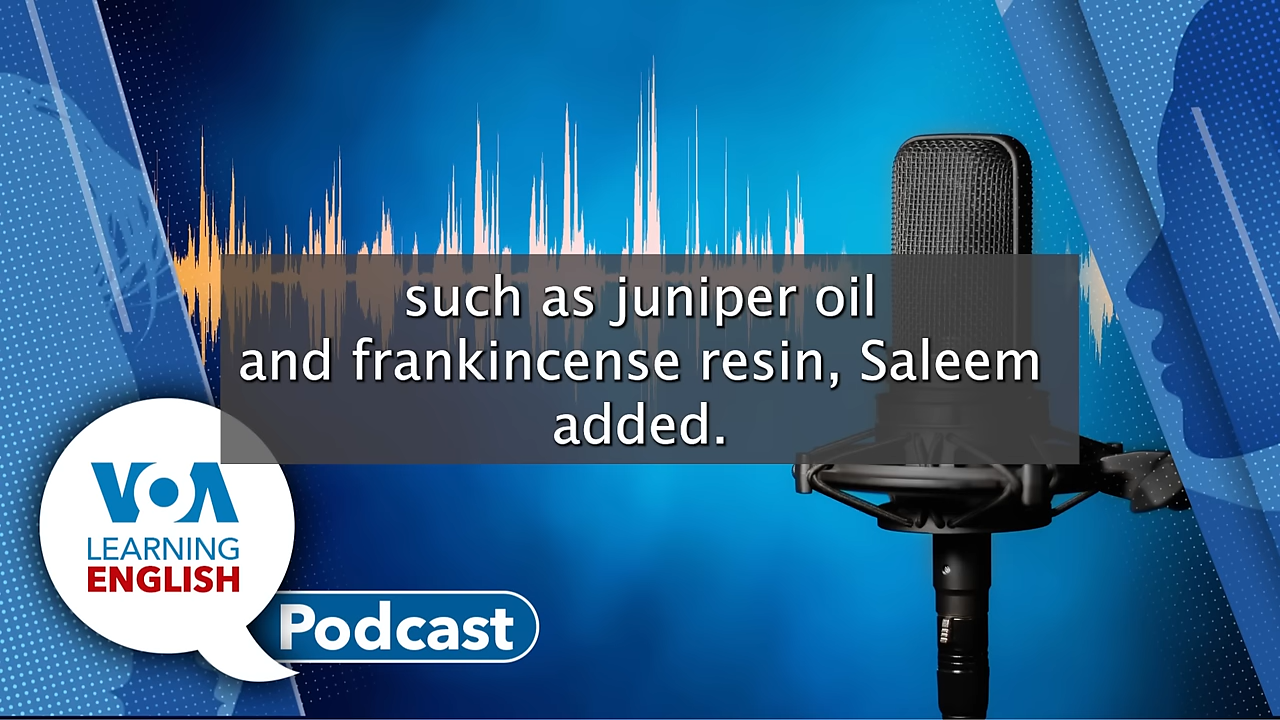 such as juniper oil
and frankincense resin, Saleem
added.
VOA
LEARNING
ENGLISH
Podcast